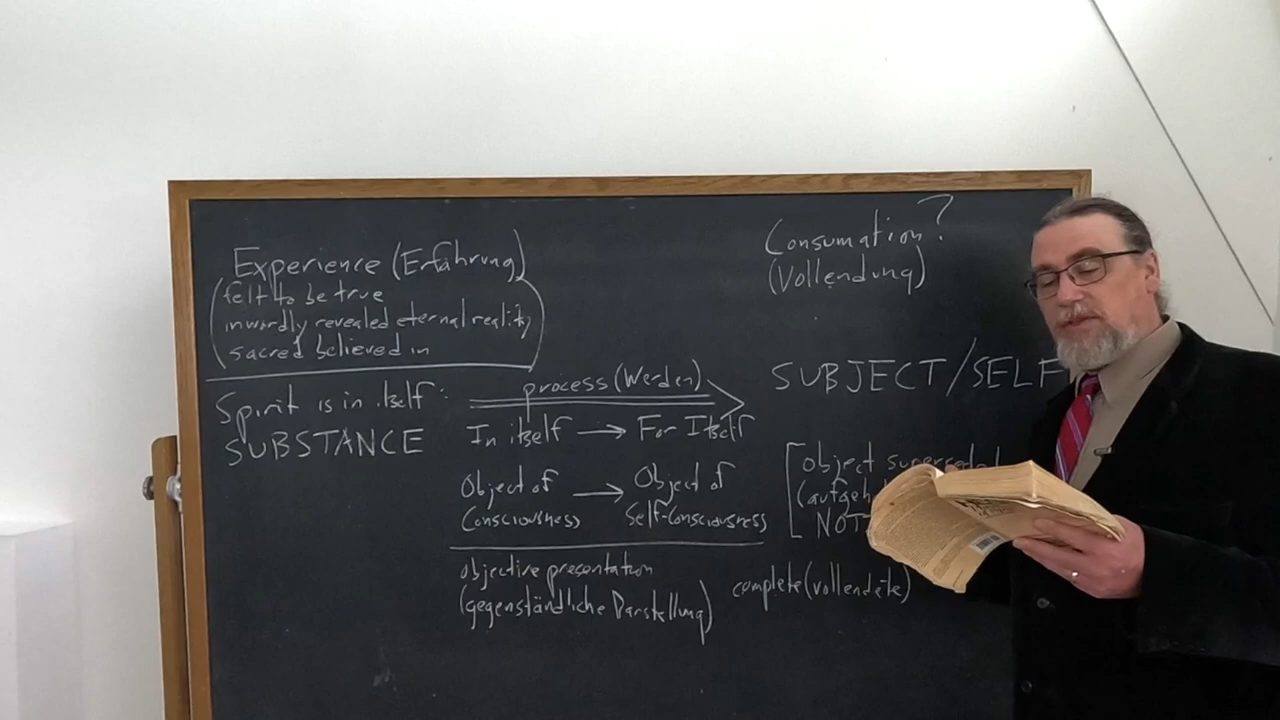 Experience (Erfahrung)
(felt to be true
inwardly revealed eternal reality
sacred believed in)
Spirit is in itself:
SUBSTANCE
process (Werden)
In itself → For Itself
Object of Consciousness → Object of Self-Consciousness
objective presentation
(gegenständliche Darstellung)
Consumation?
(Vollendung)
SUBJECT/SELF
[object
NOT
complete (vollendete)